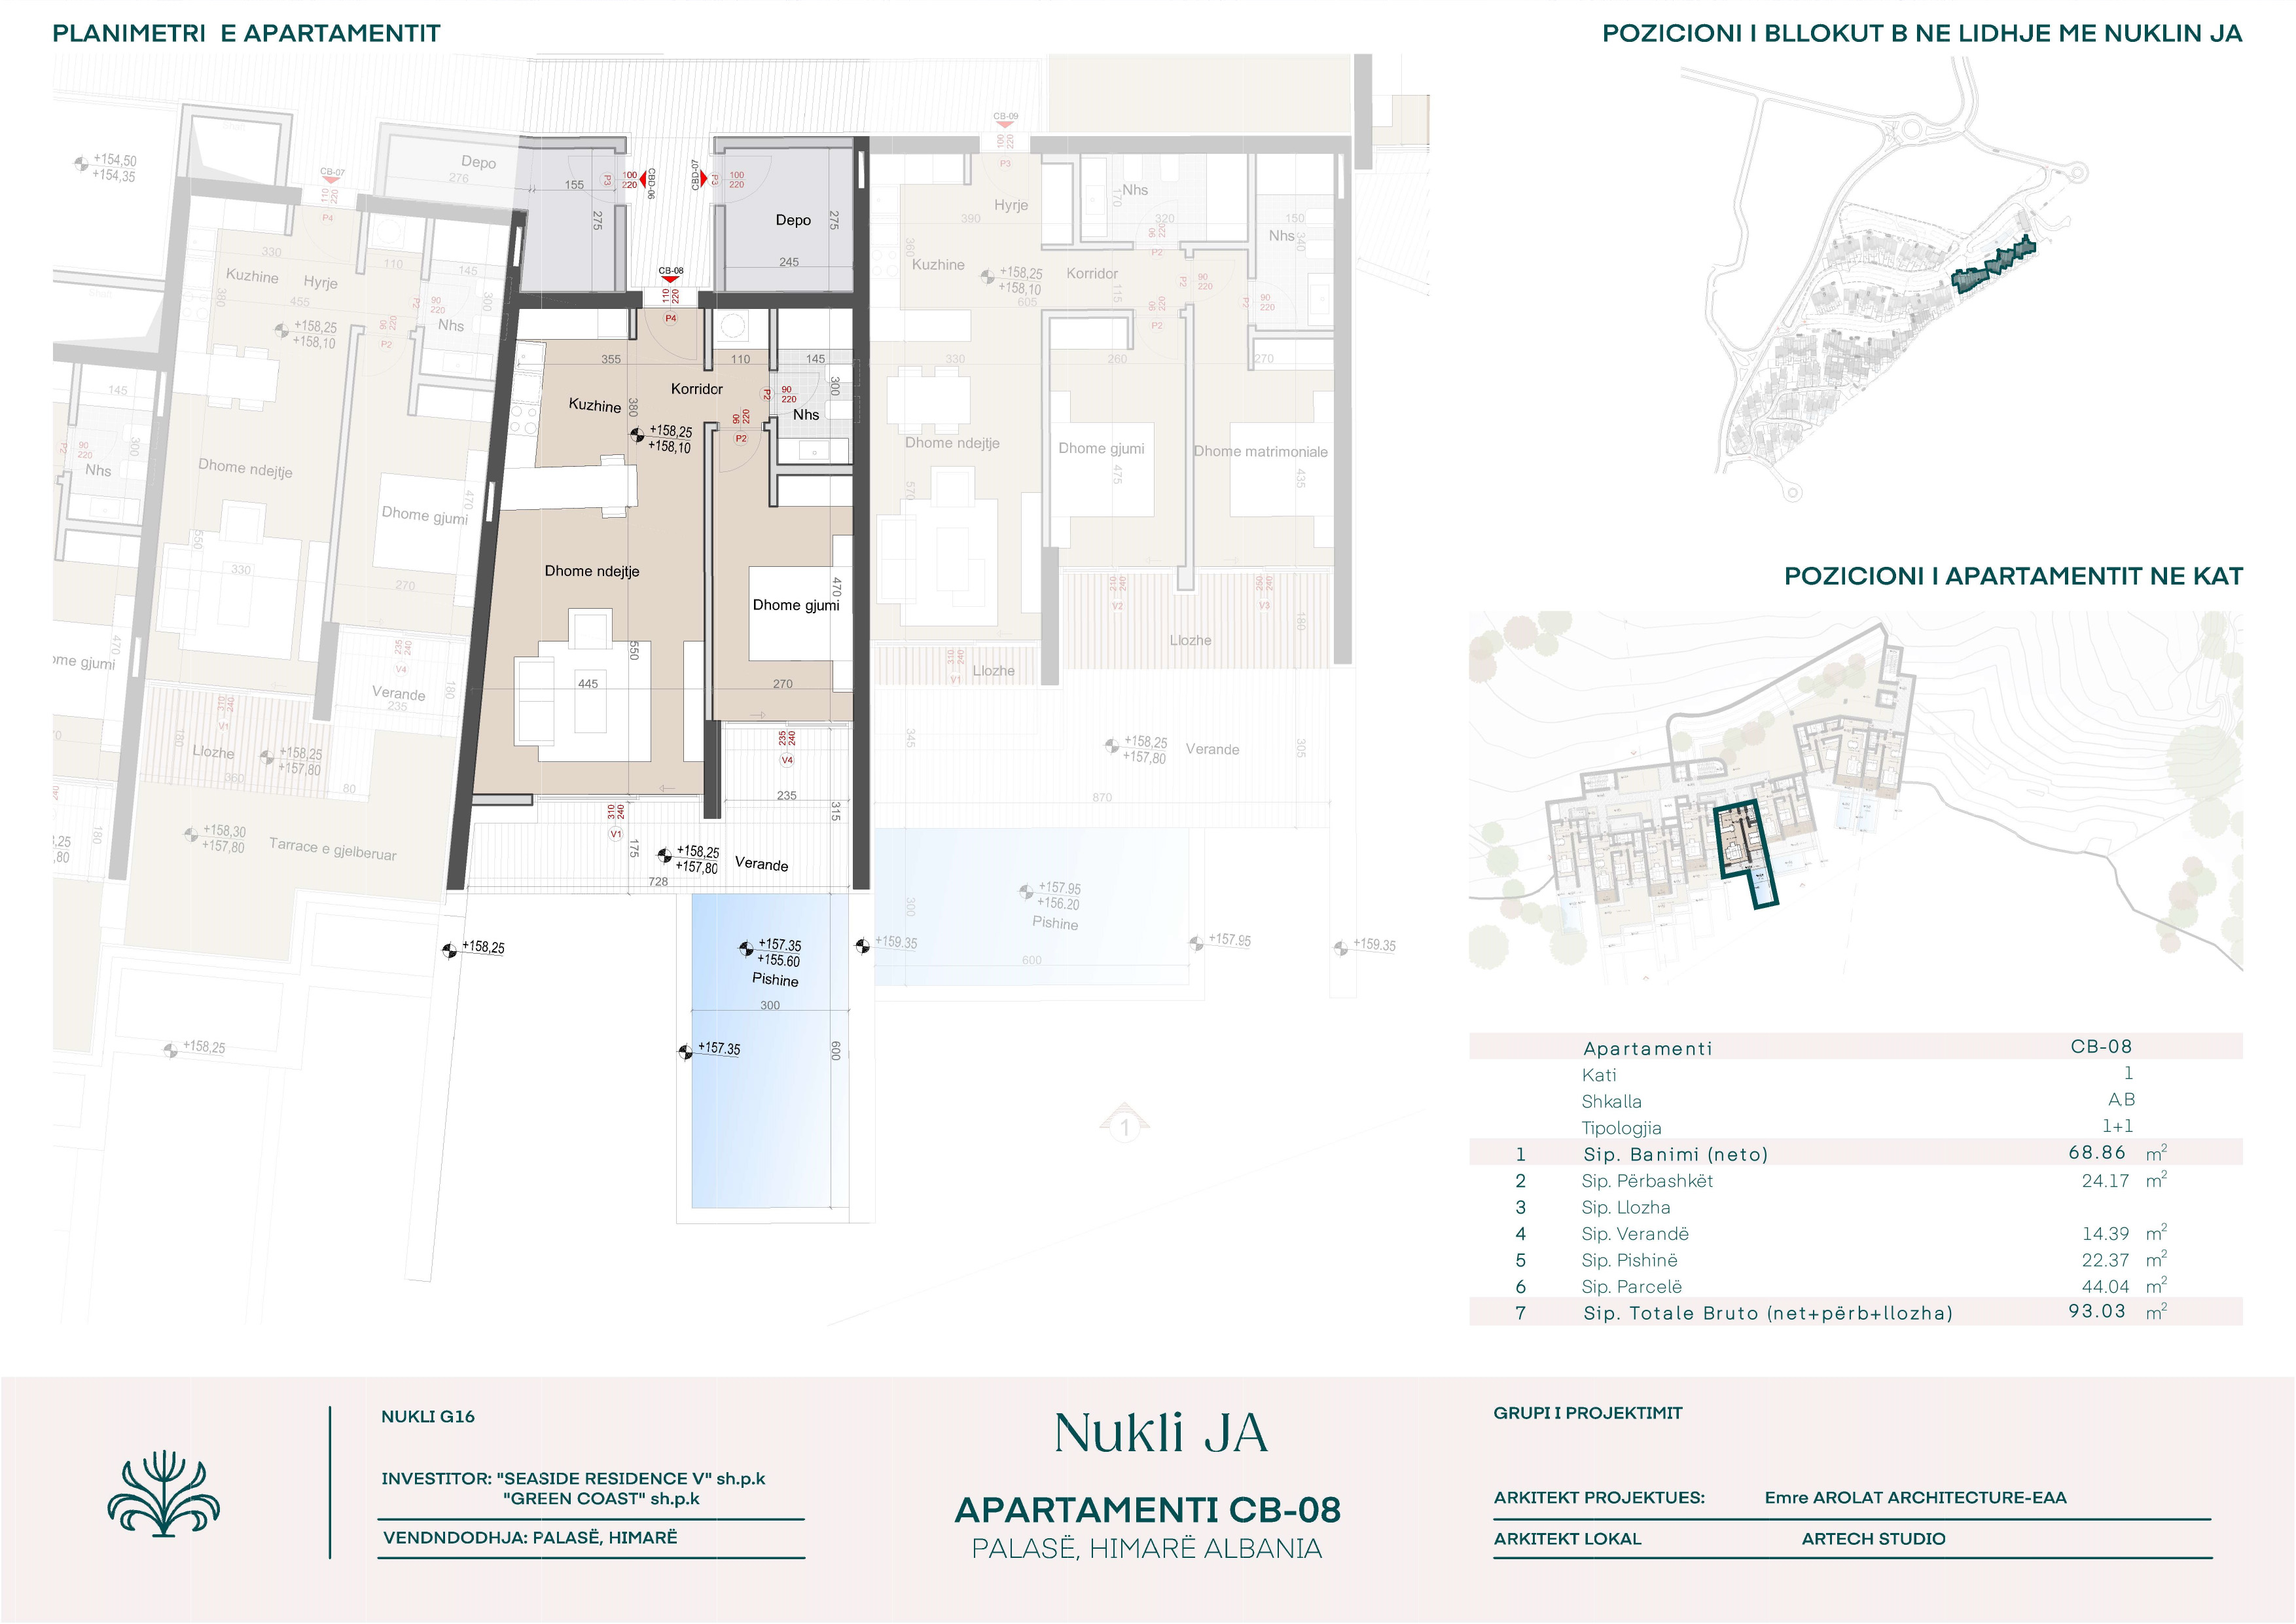 PLANIMETRI E APARTAMENTIT
POZICIONI I BLLOKUT B NE LIDHJE ME NUKLIN JA
+154,50
+154,35
Depo
276
CB-07
110
220
P4
330
Kuzhine
Hyrje
455
380
+158,25
+158,10
110
145
300
Nhs
90
220
P2
145
300
90
220
Nhs
Dhome ndejtje
Dhome gjumi
470
550
330
270
235
240
V4
Verande
235
180
310
240
V1
Llozhe
180
360
80
+158,25
+157,80
+158,30
+157,80
Tarrace e gjelberuar
+158,25
155
275
P3
100
220
CBD-06
CBD-07
P3
100
220
Depo
275
245
CB-08
110
220
P4
355
110
145
300
Korridor
Kuzhine
380
90
220
P2
Nhs
90
220
P2
+158,25
+158,10
Dhome ndejtje
Dhome gjumi
470
550
445
270
235
240
V4
235
315
310
240
V1
175
+158,25
+157,80
Verande
728
+158,25
+157.35
+155.60
Pishine
300
+157.35
600
CB-09
100
220
P3
Hyrje
390
360
Kuzhine
+158,25
+158,10
Korridor
605
115
Nhs
170
320
90
220
P2
150
Nhs
340
90
220
P2
90
220
P2
330
260
270
Dhome ndejtje
Dhome gjumi
Dhome matrimoniale
570
475
435
210
240
V2
250
240
V3
Llozhe
180
310
240
V1
Llozhe
345
+158,25
+157,80
Verande
305
870
+157.95
+156.20
Pishine
300
+159.35
+157.95
+159.35
600
1
POZICIONI I APARTAMENTIT NE KAT
Apartamenti CB-08
Kati 1
Shkalla A.B
Tipologjia 1+1
1 Sip. Banimi (neto) 68.86 m²
2 Sip. Përbashkët 24.17 m²
3 Sip. Llozha
4 Sip. Verandë 14.39 m²
5 Sip. Pishinë 22.37 m²
6 Sip. Parcelë 44.04 m²
7 Sip. Totale Bruto (net+përb+llozha) 93.03 m²
NUKLI G16
INVESTITOR: "SEASIDE RESIDENCE V" sh.p.k
"GREEN COAST" sh.p.k
VENDNDODHJA: PALASË, HIMARË
Nukli JA
APARTAMENTI CB-08
PALASË, HIMARË ALBANIA
GRUPI I PROJEKTIMIT
ARKITEKT PROJEKTUES: Emre AROLAT ARCHITECTURE-EAA
ARKITEKT LOKAL ARTECH STUDIO